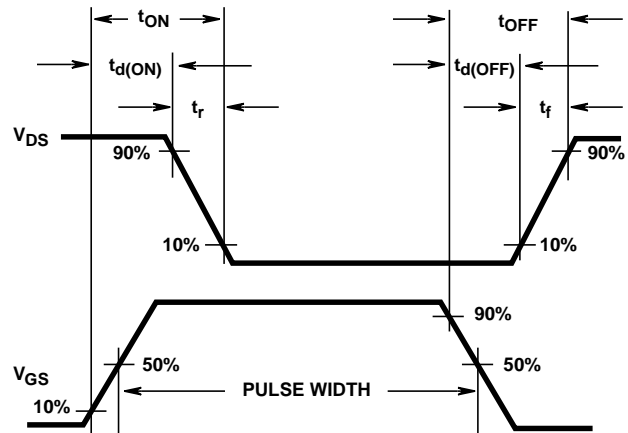 tON tOFF
td(ON) td(OFF)
tr tf
VDS
90% 90%
10% 10%
90%
50% 50%
VGS
PULSE WIDTH
10%